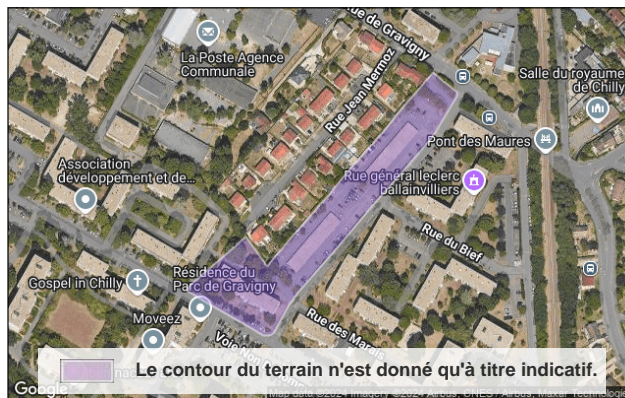 Rue de Gravigny
La Poste Agence
Communale
Rue Jean Mermoz
Salle du royaume
de Chilly
Pont des Maures
Association
développement et de...
Rue général leclerc
ballainvilliers
Rue du Bief
Gospel in Chilly
Résidence du
Parc de Gravigny
Moveez
Rue des Marais
Voie Non
Le contour du terrain n'est donné qu'à titre indicatif.
Google
Map data ©2024 Imagery ©2024 Airbus, CNES / Airbus, Maxar Technologies